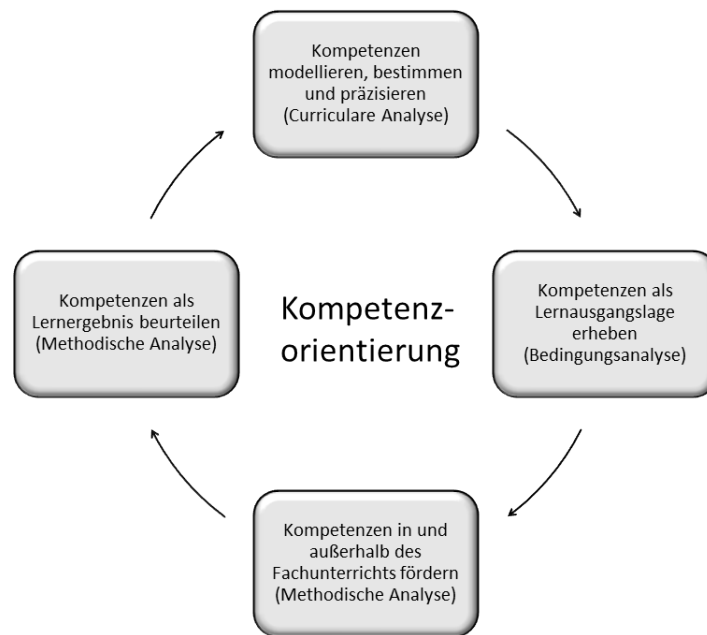 Kompetenzen
modellieren, bestimmen
und präzisieren
(Curriculare Analyse)
Kompetenzen als
Lernausgangslage
erheben
(Bedingungsanalyse)
Kompetenzen in und
außerhalb des
Fachunterrichts fördern
(Methodische Analyse)
Kompetenzen als
Lernergebnis beurteilen
(Methodische Analyse)
Kompetenz-
orientierung